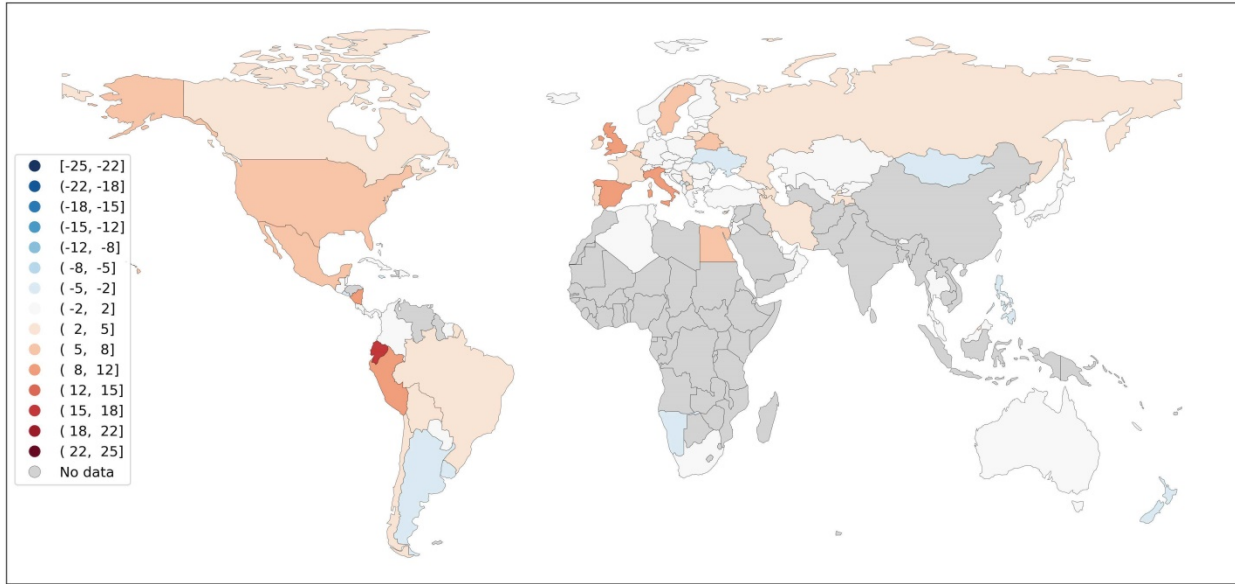 [-25, -22]
(-22, -18]
(-18, -15]
(-15, -12]
(-12, -8]
( -8, -5]
( -5, -2]
( -2, 2]
( 2, 5]
( 5, 8]
( 8, 12]
( 12, 15]
( 15, 18]
( 18, 22]
( 22, 25]
No data